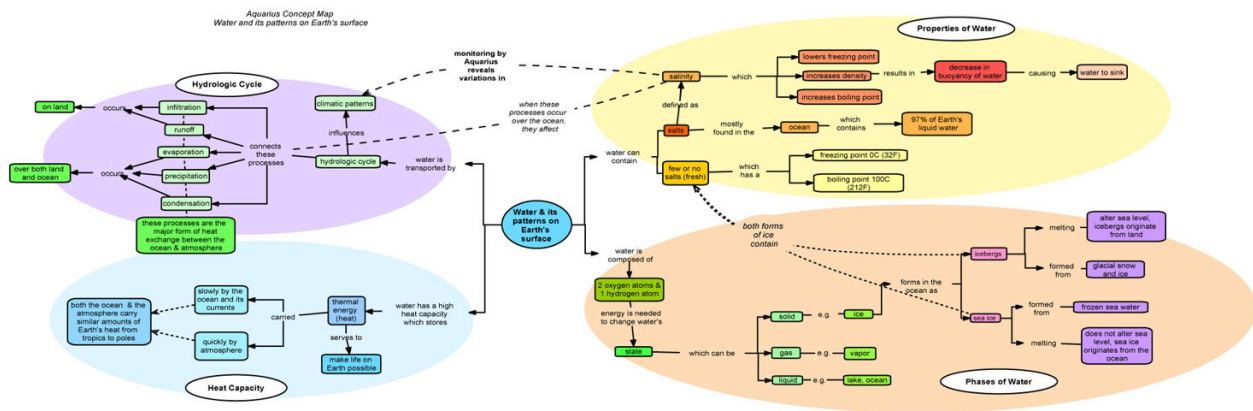 Aquarius Concept Map
Water and its patterns on Earth's surface
Hydrologic Cycle
on land
occurs
infiltration
runoff
evaporation
precipitation
condensation
over both land
and ocean
occurs
connects
these
processes
these processes are the
major form of heat
exchange between the
ocean & atmosphere
climatic patterns
influences
hydrologic cycle
water is
transported by
monitoring by
Aquarius
reveals
variations in
when these
processes occur
over the ocean,
they affect
Water & its
patterns on
Earth's
surface
Properties of Water
water can
contain
salinity
which
lowers freezing point
increases density
increases boiling point
results in
decrease in
buoyancy of water
causing
water to sink
defined as
salts
mostly
found in the
ocean
which
contains
97% of Earth's
liquid water
few or no
salts (fresh)
which
has a
freezing point 0C (32F)
boiling point 100C
(212F)
Heat Capacity
water has a high
heat capacity which
stores
thermal
energy
(heat)
serves to
make life on
Earth possible
carried
slowly by the
ocean and its
currents
quickly by
atmosphere
both the ocean & the
atmosphere carry
similar amounts of
Earth's heat from
tropics to poles
Phases of Water
water is
composed of
2 oxygen atoms &
1 hydrogen atom
energy is needed
to change water's
state
which can be
solid
e.g.
ice
gas
e.g.
vapor
liquid
e.g.
lake, ocean
forms in the
ocean as
both forms
of ice
contain
icebergs
melting
alter sea level,
icebergs originate
from land
formed
from
glacial snow
and ice
sea ice
formed
from
frozen sea water
melting
does not alter sea
level, sea ice
originates from the
ocean